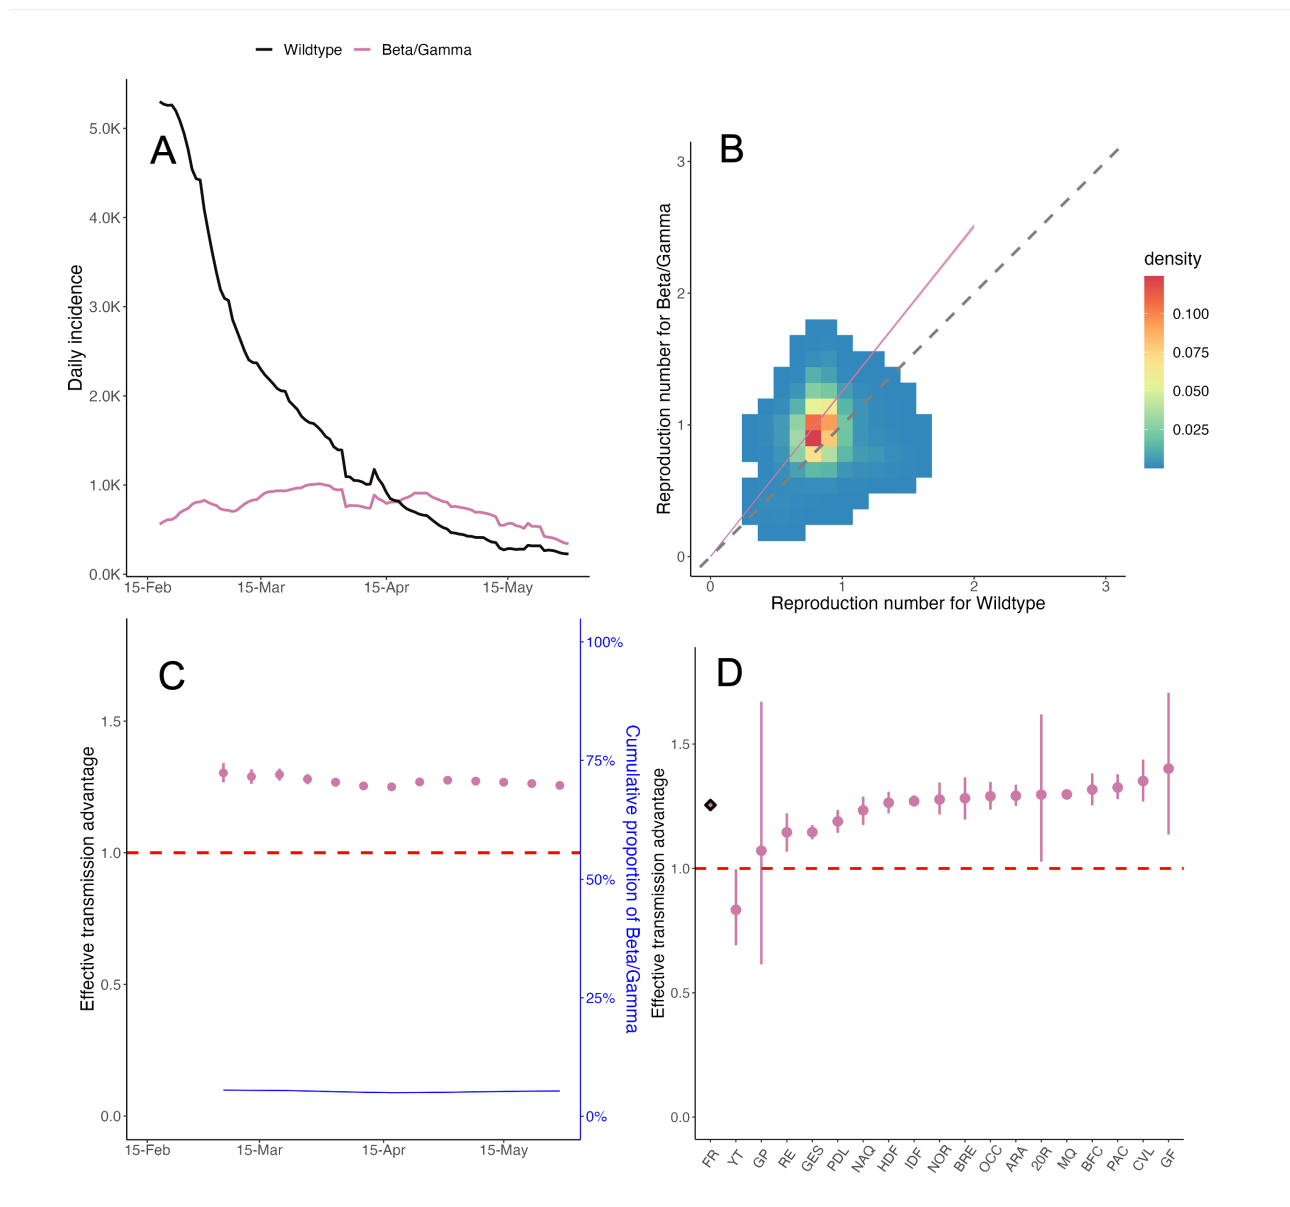 Wildtype Beta/Gamma
A
Daily incidence
5.0K
4.0K
3.0K
2.0K
1.0K
0.0K
15-Feb 15-Mar 15-Apr 15-May
B
Reproduction number for Beta/Gamma
3
2
1
0
0 1 2 3
Reproduction number for Wildtype
density
0.100
0.075
0.050
0.025
C
Effective transmission advantage
1.5
1.0
0.5
0.0
15-Feb 15-Mar 15-Apr 15-May
100%
75%
50%
25%
0%
Cumulative proportion of Beta/Gamma
D
Effective transmission advantage
1.5
1.0
0.5
0.0
FR YT GP RE GES PDL NAQ HDF IDF NOR BRE OCC ARA 20R MQ BFC PAC CVL GF